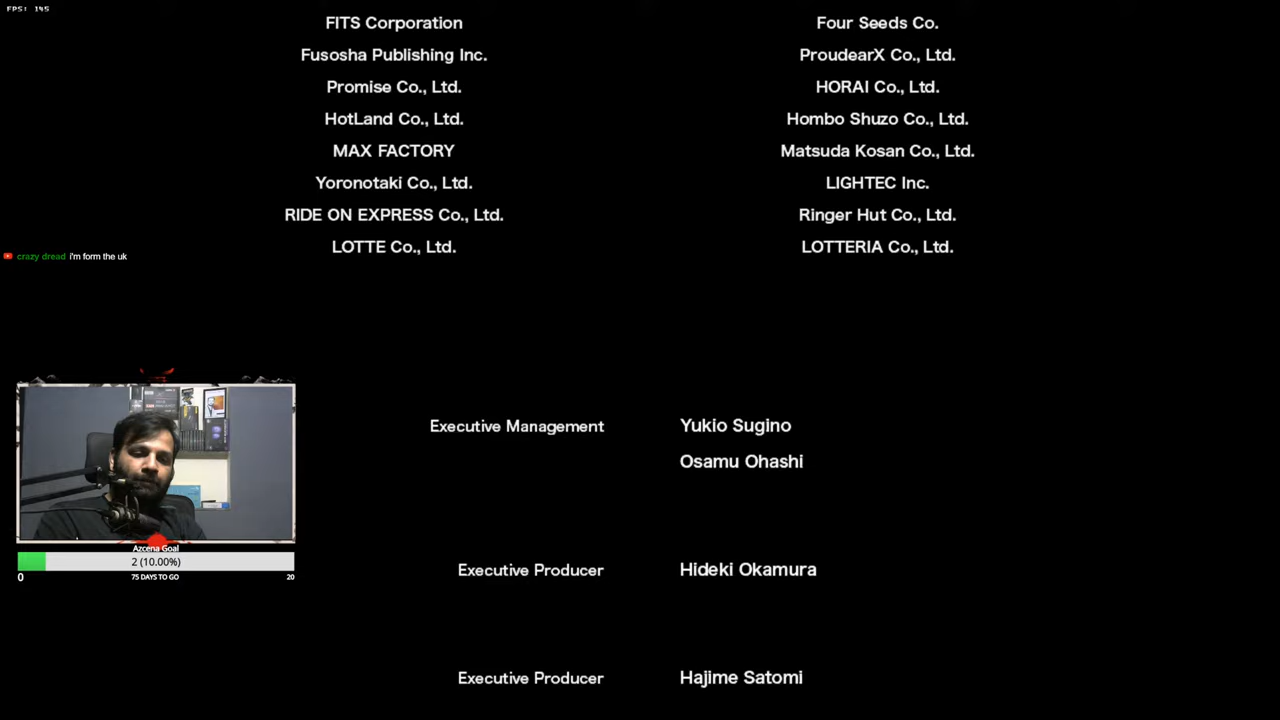 FPS: 145
FITS Corporation
Four Seeds Co.
Fusosha Publishing Inc.
ProudearX Co., Ltd.
Promise Co., Ltd.
HORAI Co., Ltd.
HotLand Co., Ltd.
Hombo Shuzo Co., Ltd.
MAX FACTORY
Matsuda Kosan Co., Ltd.
Yoronotaki Co., Ltd.
LIGHTEC Inc.
RIDE ON EXPRESS Co., Ltd.
Ringer Hut Co., Ltd.
LOTTE Co., Ltd.
LOTTERIA Co., Ltd.
crazy dread i'm form the uk
Executive Management Yukio Sugino
Osamu Ohashi
Executive Producer Hideki Okamura
Executive Producer Hajime Satomi
Azcena Goal
2 (10.00%)
0 75 DAYS TO GO 20